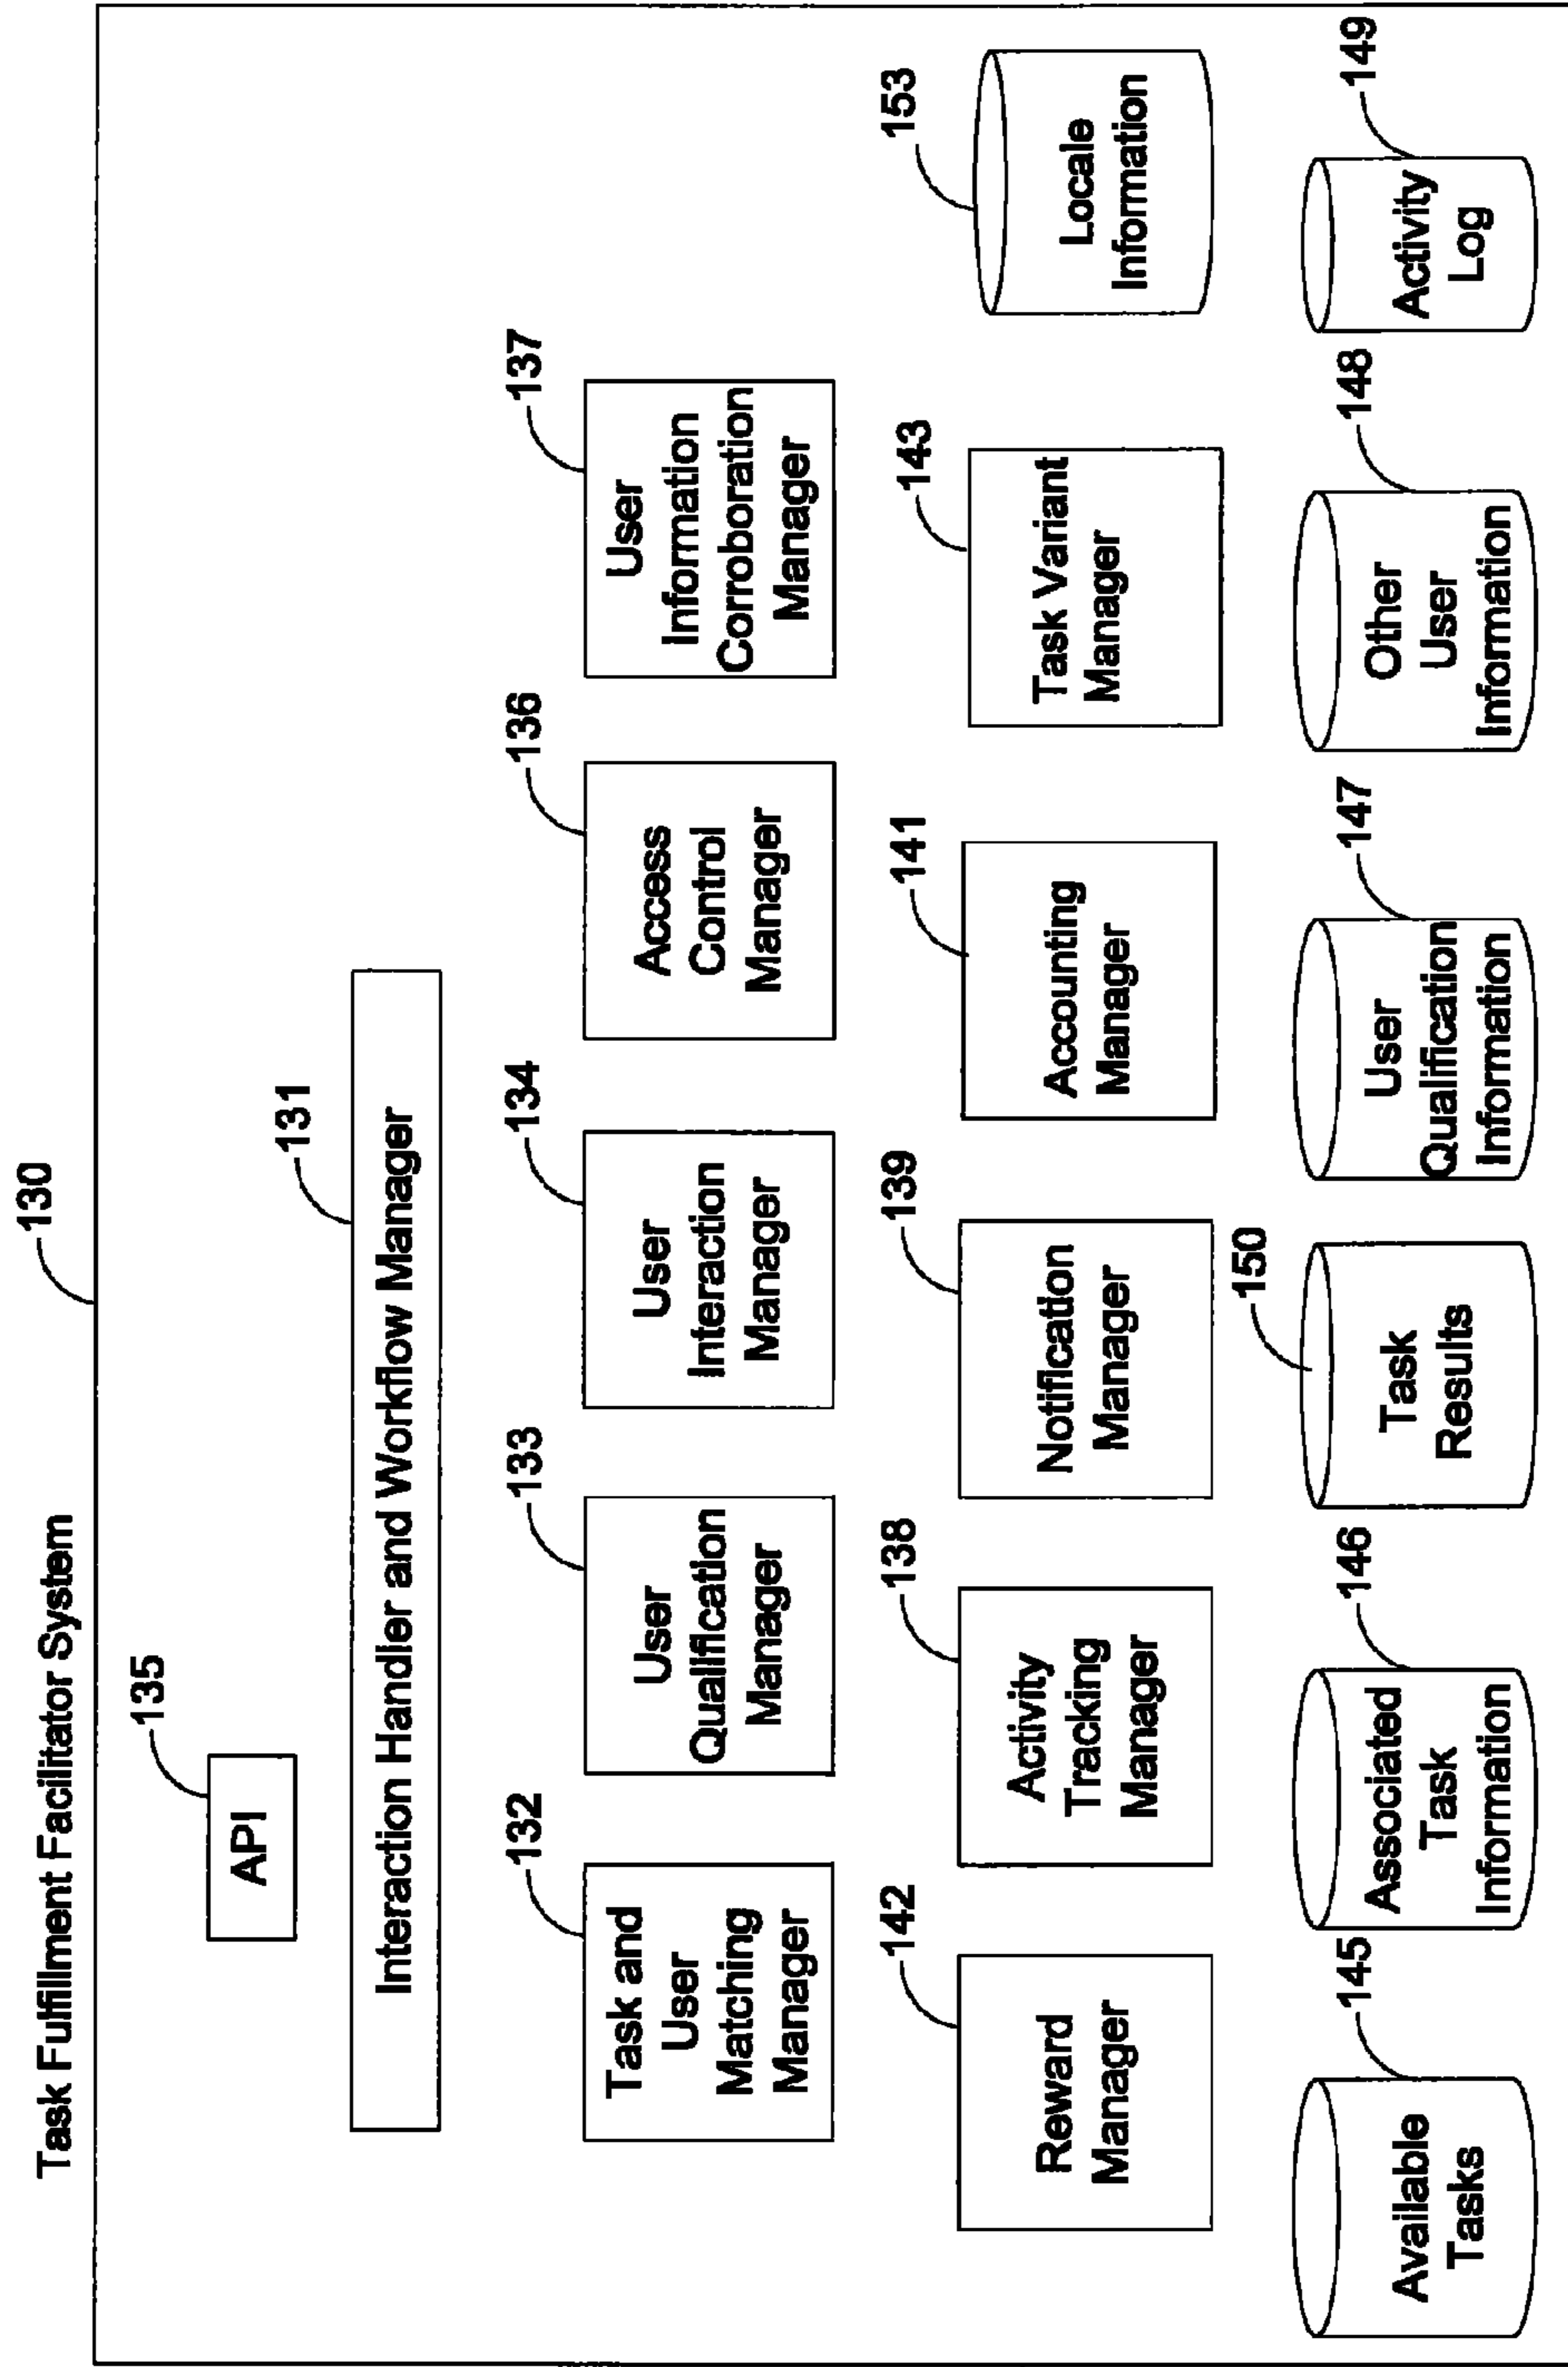 Task Fulfillment Facilitator System
130
135
API
131
Interaction Handler and Workflow Manager
132
Task and
User
Matching
Manager
133
User
Qualification
Manager
134
User
Interaction
Manager
136
Access
Control
Manager
137
User
Information
Corroboration
Manager
142
Reward
Manager
138
Activity
Tracking
Manager
139
Notification
Manager
141
Accounting
Manager
143
Task Variant
Manager
153
Locale
Information
145
Available
Tasks
146
Associated
Task
Information
150
Task
Results
147
User
Qualification
Information
148
Other
User
Information
149
Activity
Log